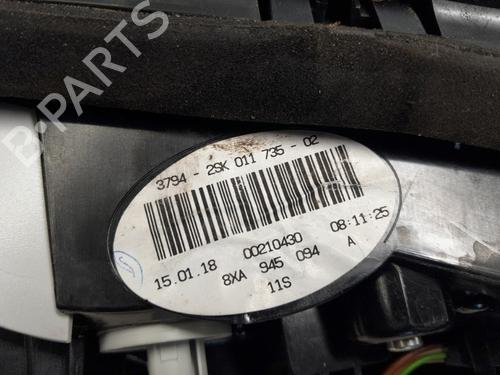 3794 - 2SK 011 735 - 02
15.01.18 00210430 08:11:25
8XA 945 094 A
11S
B-PARTS